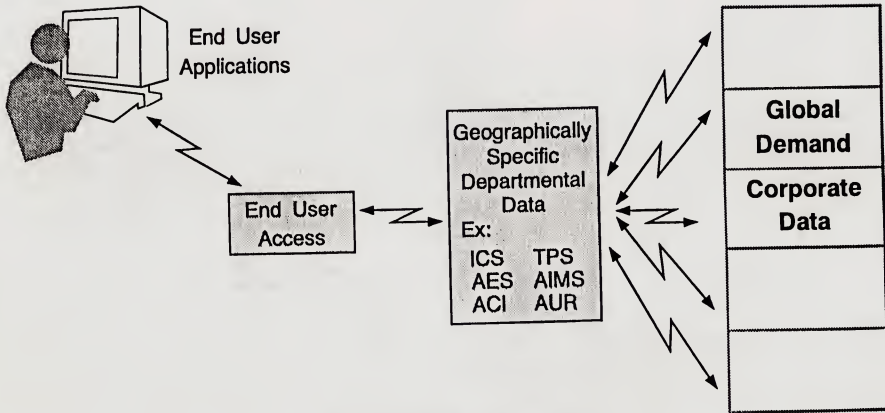 End User
Applications
End User
Access
Geographically
Specific
Departmental
Data
Ex:
ICS TPS
AES AIMS
ACI AUR
Global
Demand
Corporate
Data